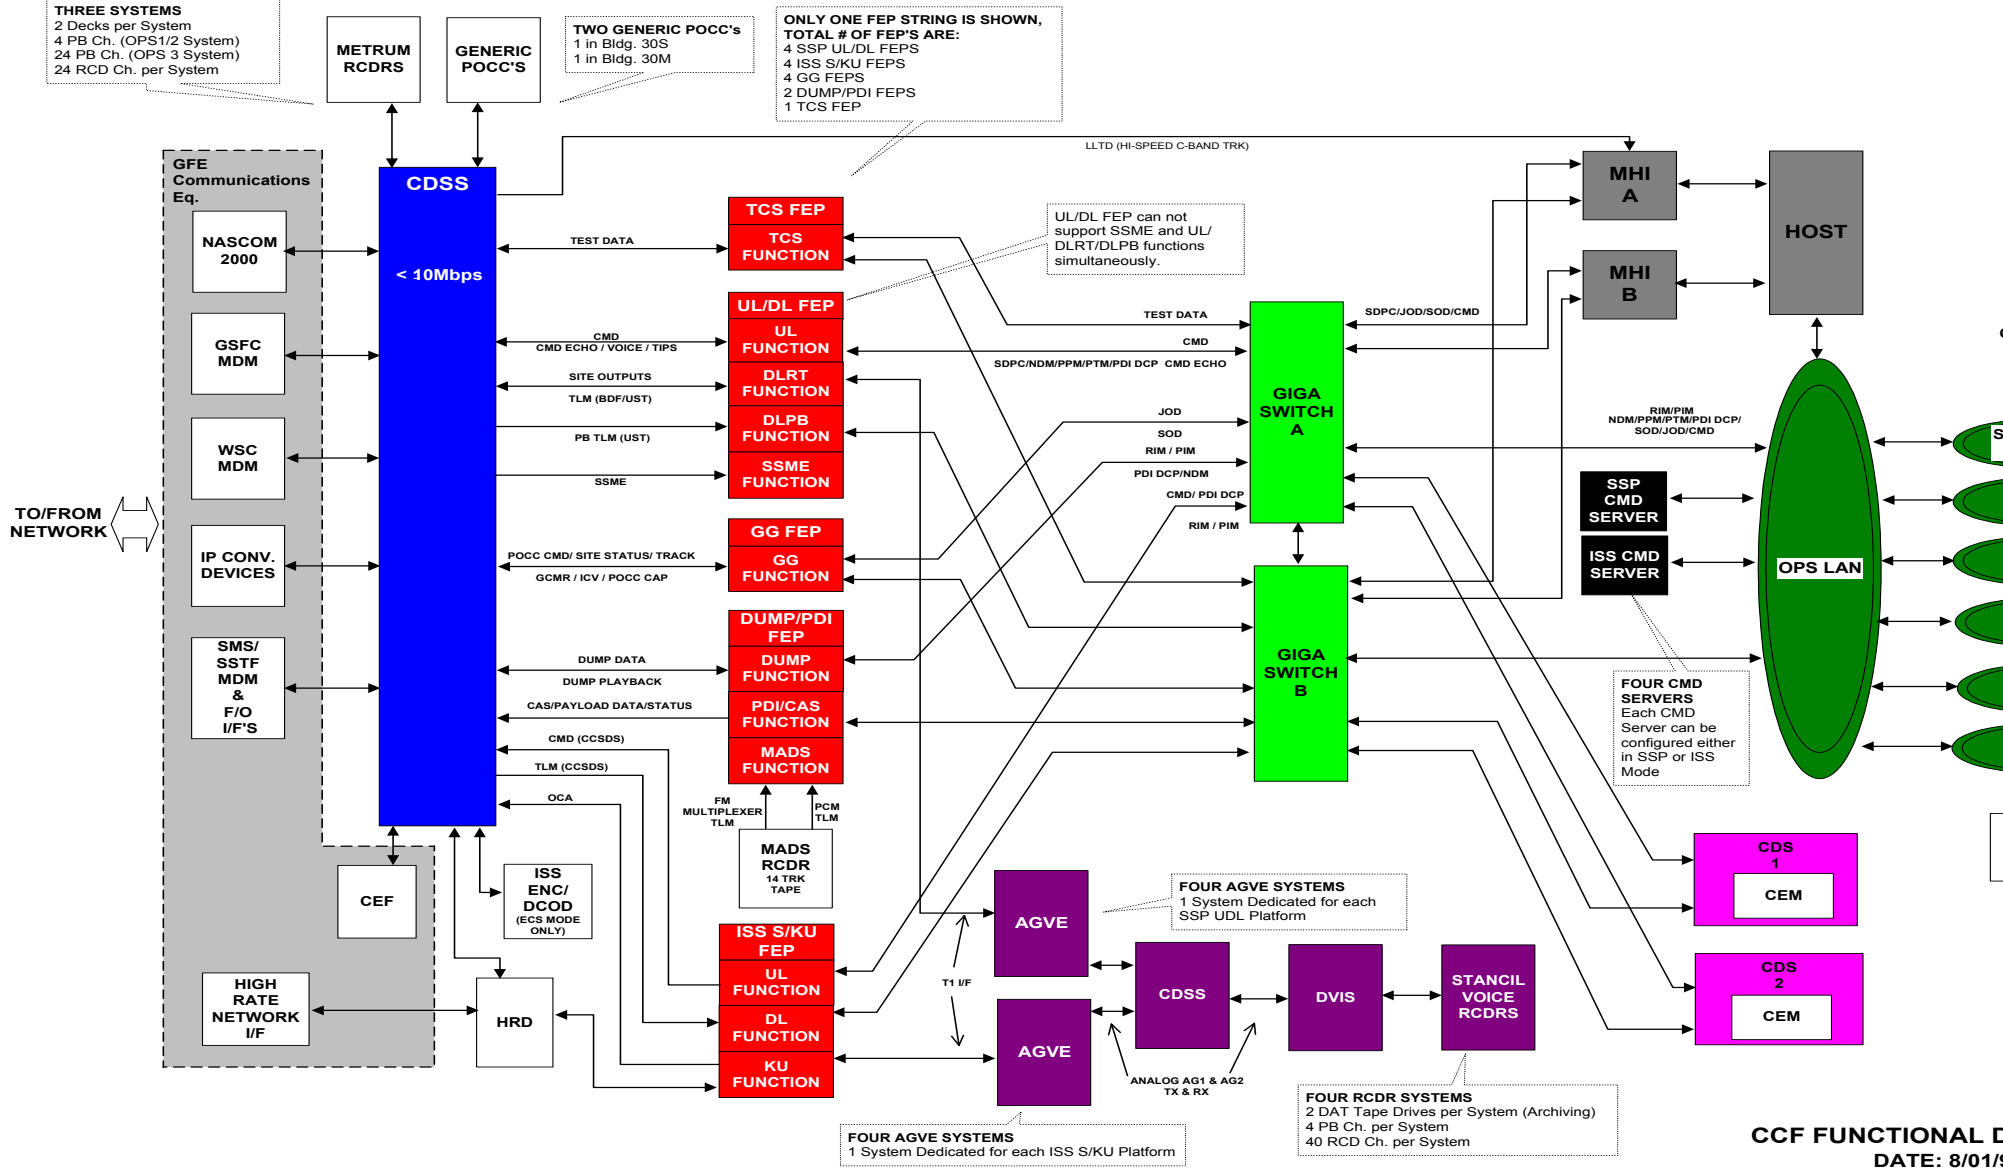 THREE SYSTEMS
2 Decks per System
4 PB Ch. (OPS1/2 System)
24 PB Ch. (OPS 3 System)
24 RCD Ch. per System
METRUM
RCDRS
GENERIC
POCC'S
TWO GENERIC POCC's
1 in Bldg. 30S
1 in Bldg. 30M
ONLY ONE FEP STRING IS SHOWN,
TOTAL # OF FEP'S ARE:
4 SSP UL/DL FEPS
4 ISS S/KU FEPS
4 GG FEPS
2 DUMP/PDI FEPS
1 TCS FEP
LLTD (HI-SPEED C-BAND TRK)
GFE
Communications
Eq.
NASCOM
2000
GSFC
MDM
WSC
MDM
IP CONV.
DEVICES
SMS/
SSTF
MDM
&
F/O
I/F'S
TO/FROM
NETWORK
CEF
HIGH
RATE
NETWORK
I/F
CDSS
< 10Mbps
ISS
ENC/
DCOD
(ECS MODE
ONLY)
HRD
TEST DATA
CMD
CMD ECHO / VOICE / TIPS
SITE OUTPUTS
TLM (BDF/UST)
PB TLM (UST)
SSME
POCC CMD/ SITE STATUS/ TRACK
GCMR / ICV / POCC CAP
DUMP DATA
DUMP PLAYBACK
CAS/PAYLOAD DATA/STATUS
CMD (CCSDS)
TLM (CCSDS)
OCA
TCS FEP
TCS
FUNCTION
UL/DL FEP
UL
FUNCTION
DLRT
FUNCTION
DLPB
FUNCTION
SSME
FUNCTION
GG FEP
GG
FUNCTION
DUMP/PDI
FEP
DUMP
FUNCTION
PDI/CAS
FUNCTION
MADS
FUNCTION
FM
MULTIPLEXER
TLM
PCM
TLM
MADS
RCDR
14 TRK
TAPE
ISS S/KU
FEP
UL
FUNCTION
DL
FUNCTION
KU
FUNCTION
UL/DL FEP can not
support SSME and UL/
DLRT/DLPB functions
simultaneously.
TEST DATA
CMD
SDPC/NDM/PPM/PTM/PDI DCP  CMD ECHO
JOD
SOD
RIM / PIM
PDI DCP/NDM
CMD/ PDI DCP
RIM / PIM
GIGA
SWITCH
A
GIGA
SWITCH
B
SDPC/JOD/SOD/CMD
MHI
A
MHI
B
HOST
RIM/PIM
NDM/PPM/PTM/PDI DCP/
SOD/JOD/CMD
SSP
CMD
SERVER
ISS CMD
SERVER
OPS LAN
FOUR CMD
SERVERS
Each CMD
Server can be
configured either
in SSP or ISS
Mode
CDS
1
CEM
CDS
2
CEM
AGVE
T1 I/F
AGVE
FOUR AGVE SYSTEMS
1 System Dedicated for each
SSP UDL Platform
CDSS
DVIS
STANCIL
VOICE
RCDRS
ANALOG AG1 & AG2
TX & RX
FOUR AGVE SYSTEMS
1 System Dedicated for each ISS S/KU Platform
FOUR RCDR SYSTEMS
2 DAT Tape Drives per System (Archiving)
4 PB Ch. per System
40 RCD Ch. per System
CCF FUNCTIONAL
DATE: 8/01/